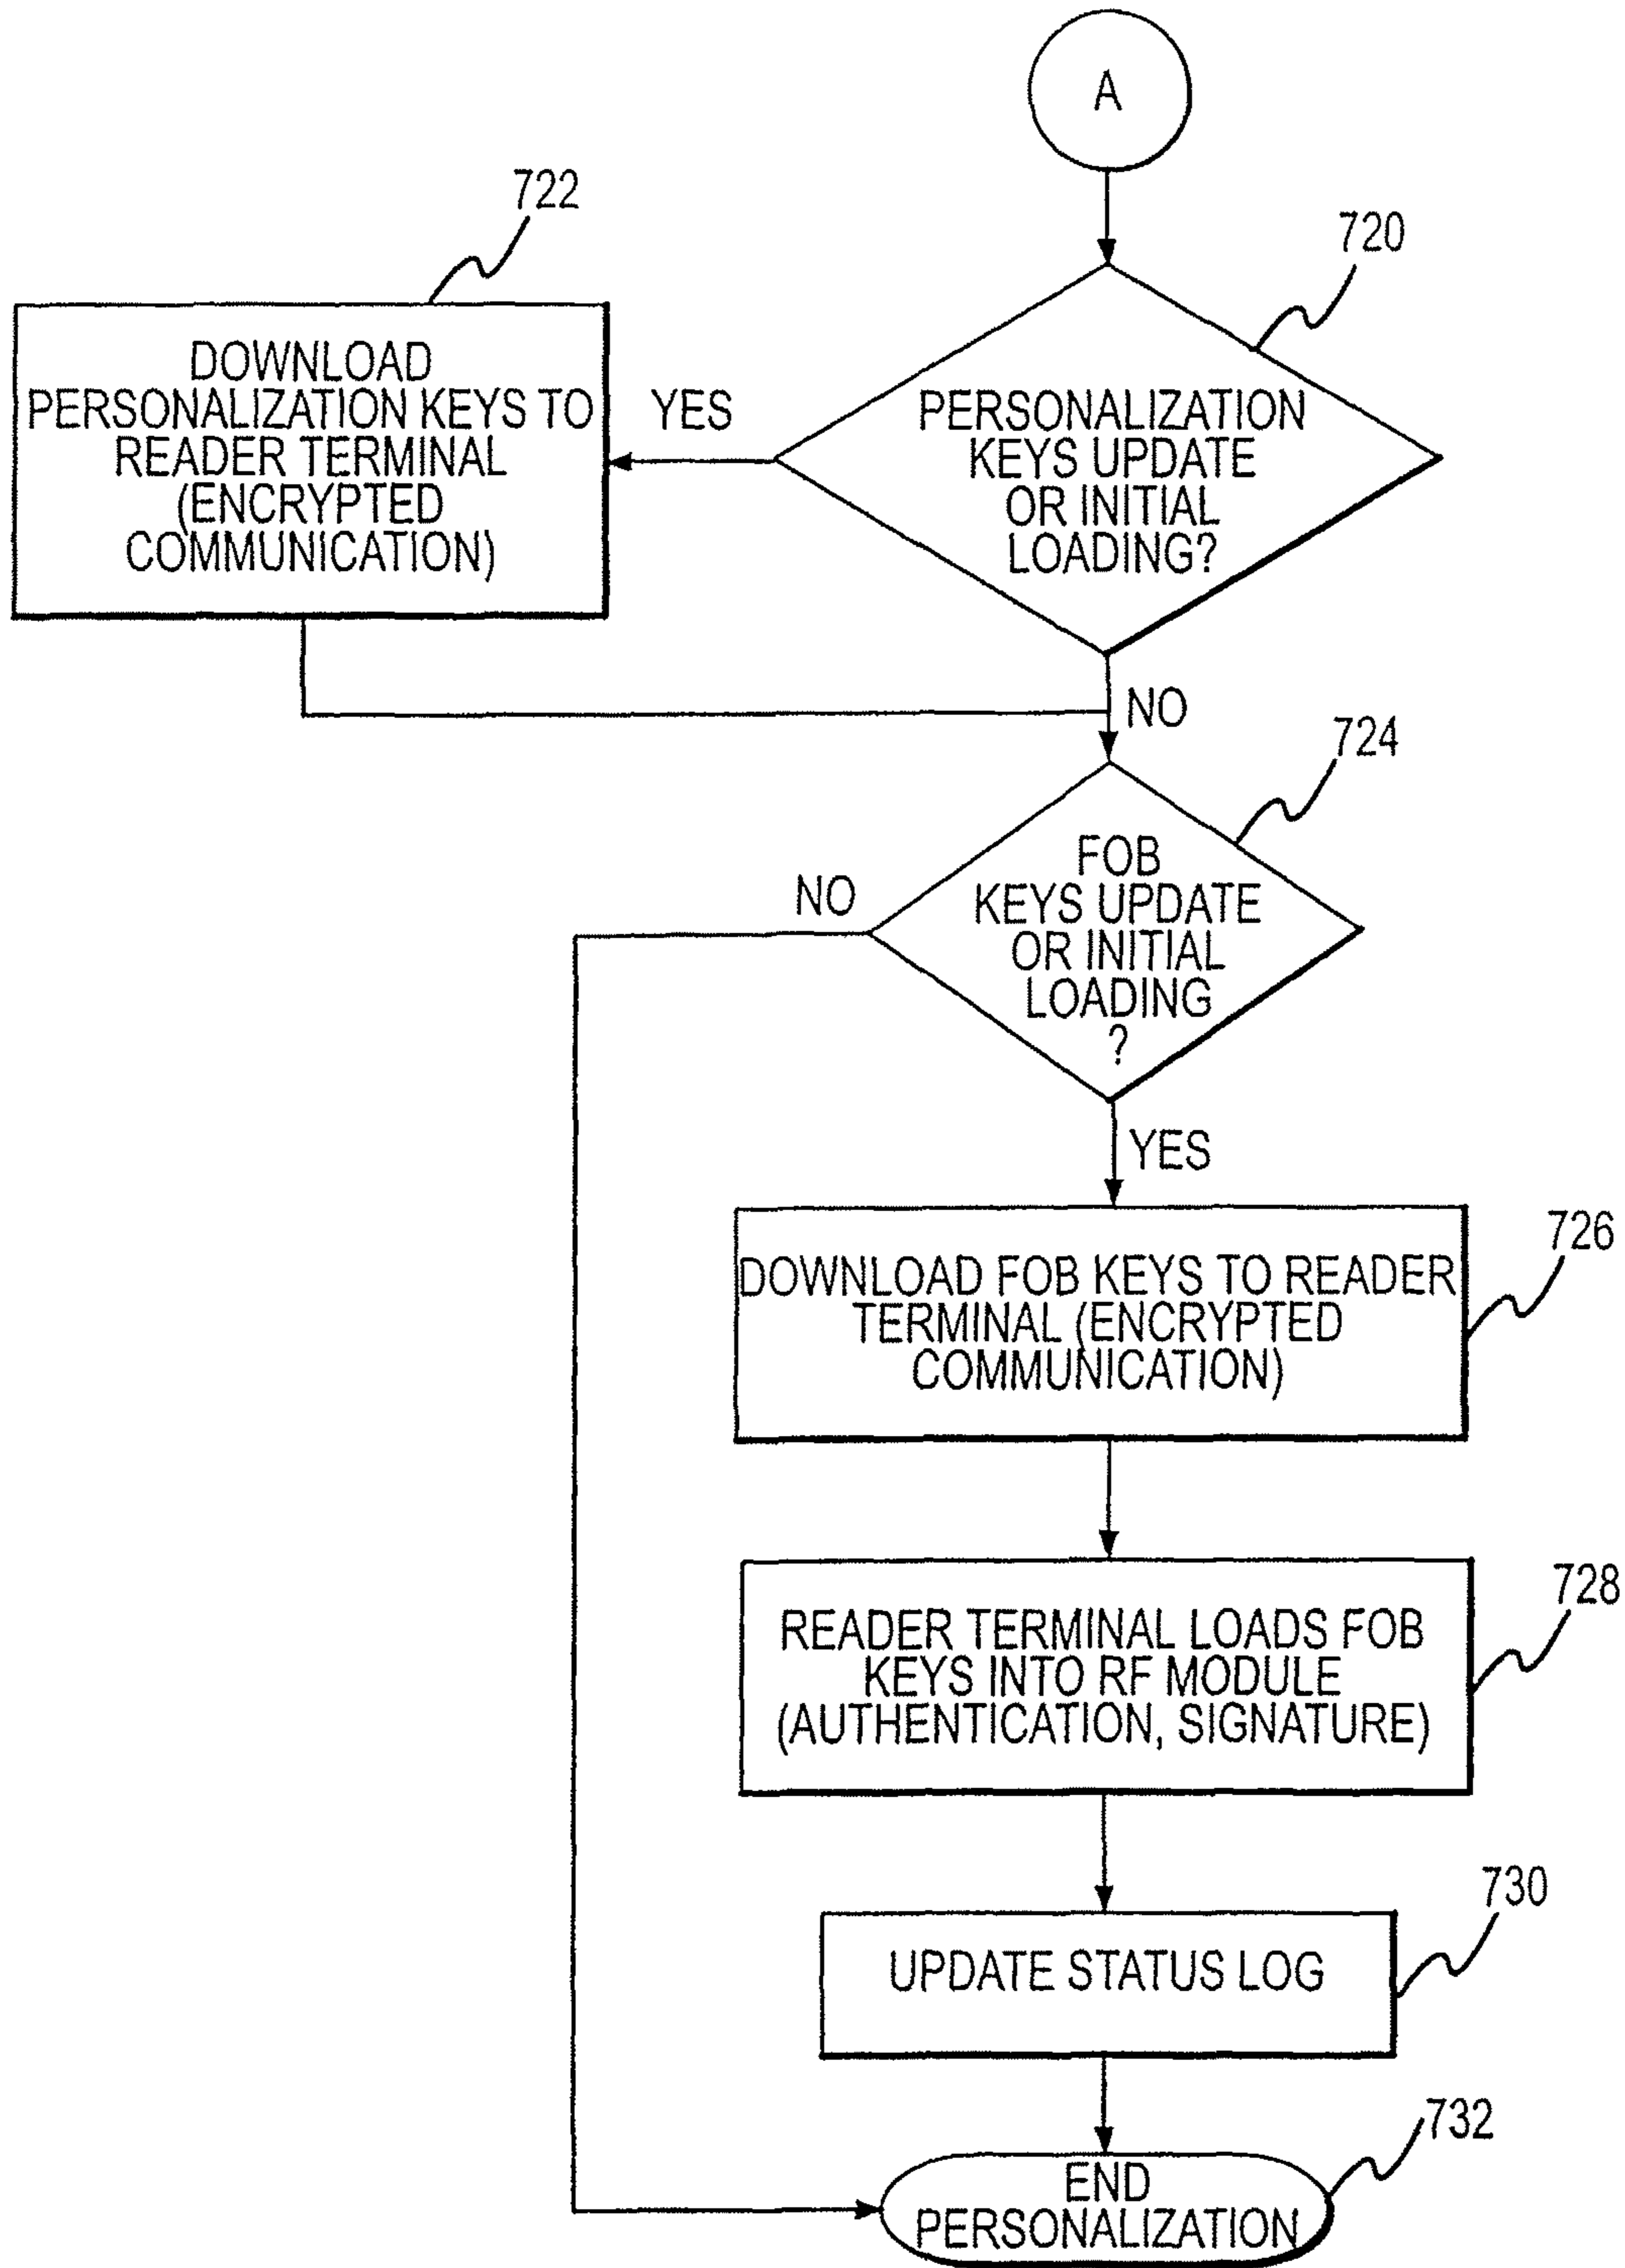 A
720
722
PERSONALIZATION
KEYS UPDATE
OR INITIAL
LOADING?
YES
DOWNLOAD
PERSONALIZATION KEYS TO
READER TERMINAL
(ENCRYPTED
COMMUNICATION)
NO
724
FOB
KEYS UPDATE
OR INITIAL
LOADING
?
NO
YES
726
DOWNLOAD FOB KEYS TO READER
TERMINAL (ENCRYPTED
COMMUNICATION)
728
READER TERMINAL LOADS FOB
KEYS INTO RF MODULE
(AUTHENTICATION, SIGNATURE)
730
UPDATE STATUS LOG
732
END
PERSONALIZATION